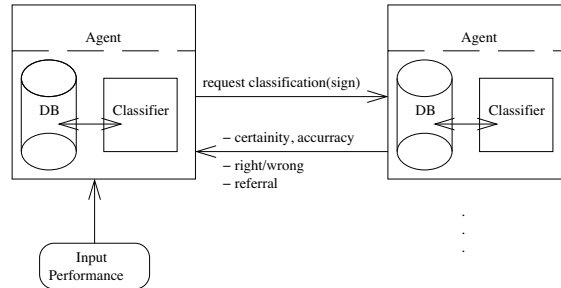 Agent
DB
Classifier
request classification(sign)
– certainity, accurracy
– right/wrong
– referral
Agent
DB
Classifier
Input
Performance